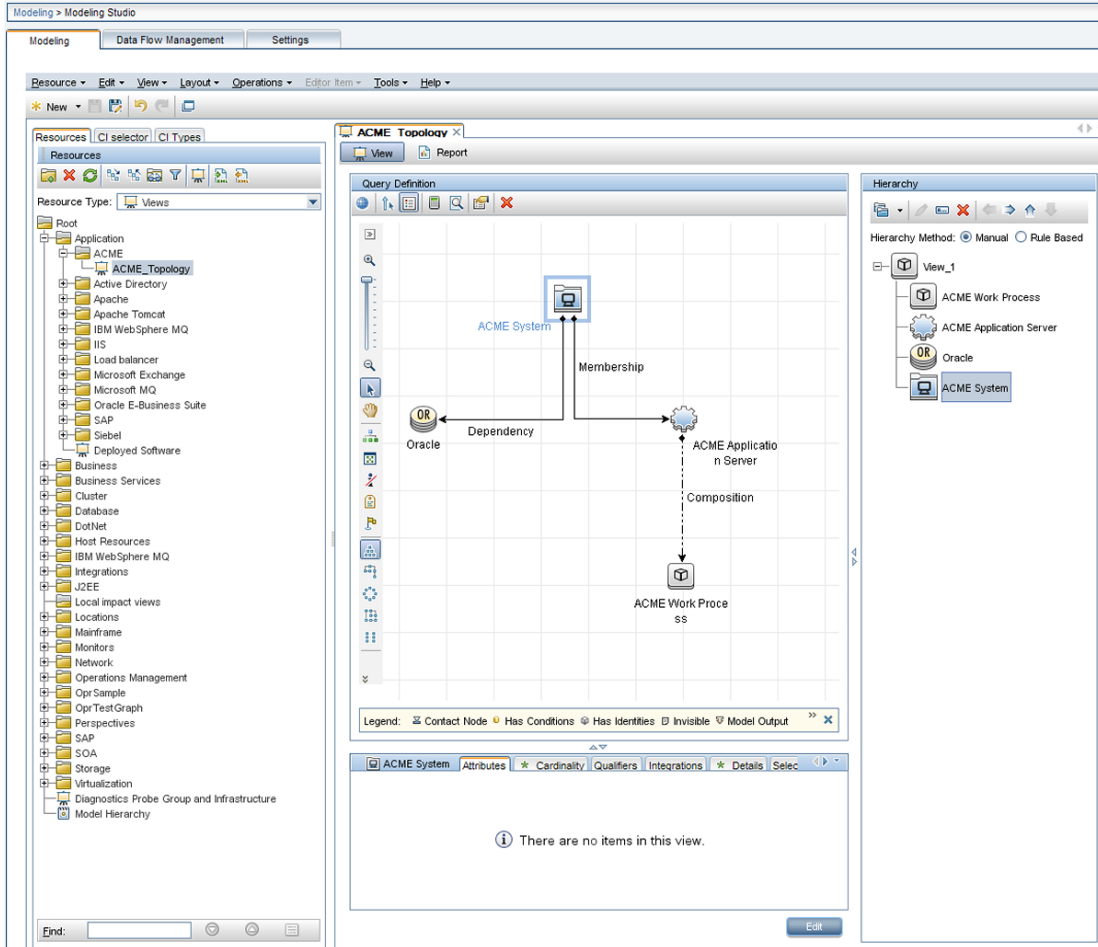 Modeling > Modeling Studio
Modeling Data Flow Management Settings
Resource Edit View Layout Operations Editor Item Tools Help
New
Resources CI selector CI Types
Resources
Resource Type: Views
Root
Application
ACME
ACME_Topology
Active Directory
Apache
Apache Tomcat
IBM WebSphere MQ
IIS
Load balancer
Microsoft Exchange
Microsoft MQ
Oracle E-Business Suite
SAP
Siebel
Deployed Software
Business
Business Services
Cluster
Database
DotNet
Host Resources
IBM WebSphere MQ
Integrations
J2EE
Local impact views
Locations
Mainframe
Monitors
Network
Operations Management
OprSample
OprTestGraph
Perspectives
SAP
SOA
Storage
Virtualization
Diagnostics Probe Group and Infrastructure
Model Hierarchy
Find:
ACME_Topology
View Report
Query Definition
ACME System
Membership
OR
Oracle
Dependency
ACME Applicatio
n Server
Composition
ACME Work Proce
ss
Legend: Contact Node Has Conditions Has Identities Invisible Model Output
ACME System Attributes Cardinality Qualifiers Integrations Details Selec
There are no items in this view.
Edit
Hierarchy
Hierarchy Method: Manual Rule Based
View_1
ACME Work Process
ACME Application Server
OR Oracle
ACME System